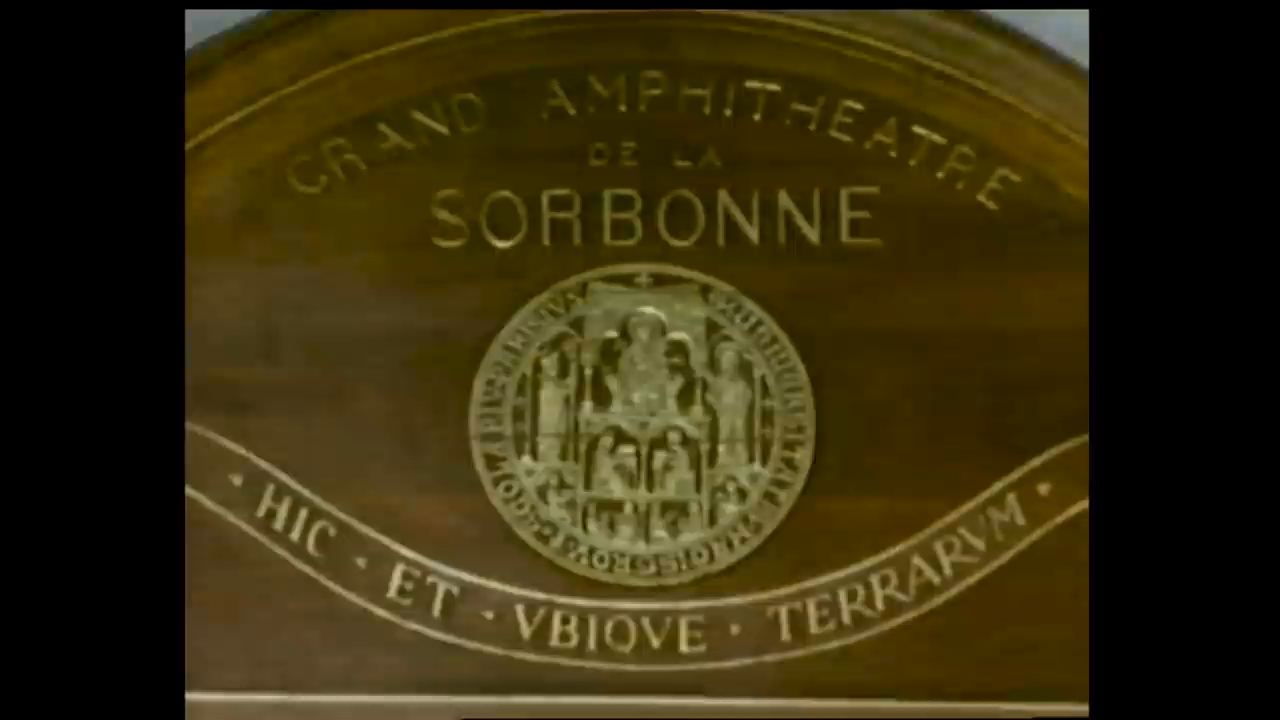 GRAND AMPHITHEATRE
DE LA
SORBONNE
· HIC · ET · VBIQVE · TERRARVM ·